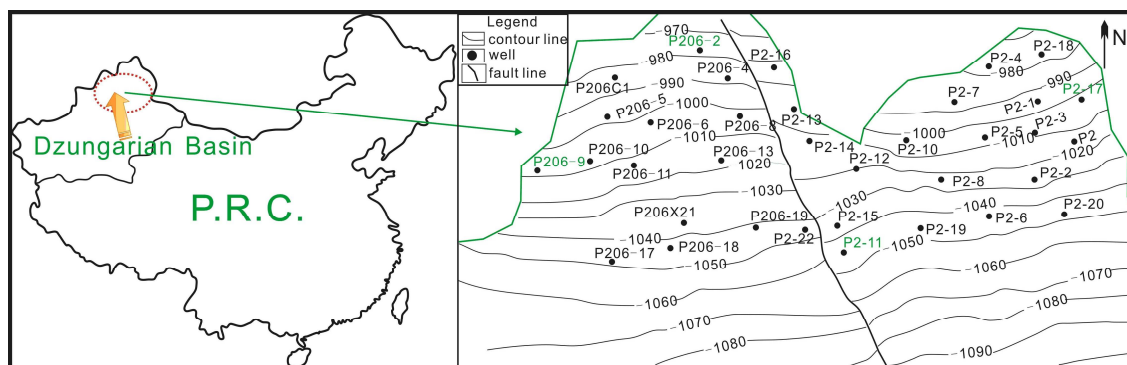 Dzungarian Basin
P.R.C.
Legend
contour line
well
fault line
N
-970
P206-2
P2-16
P2-18
P2-4
-980
P206-4
-980
P206C1
-990
-990
P2-7
P2-17
P206-5
-1000
P2-1
P206-6
P206-8
P2-13
-1000
P2-3
P2-5
P2
-1010
P2-10
-1010
P206-10
P206-13
P2-14
P206-9
-1020
P2-12
-1020
P206-11
P2-8
P2-2
-1030
-1030
P206X21
P206-19
P2-15
-1040
P2-20
P2-6
-1040
P2-22
P2-19
P206-17
P206-18
P2-11
-1050
-1050
-1060
-1070
-1060
-1080
-1070
-1080
-1090